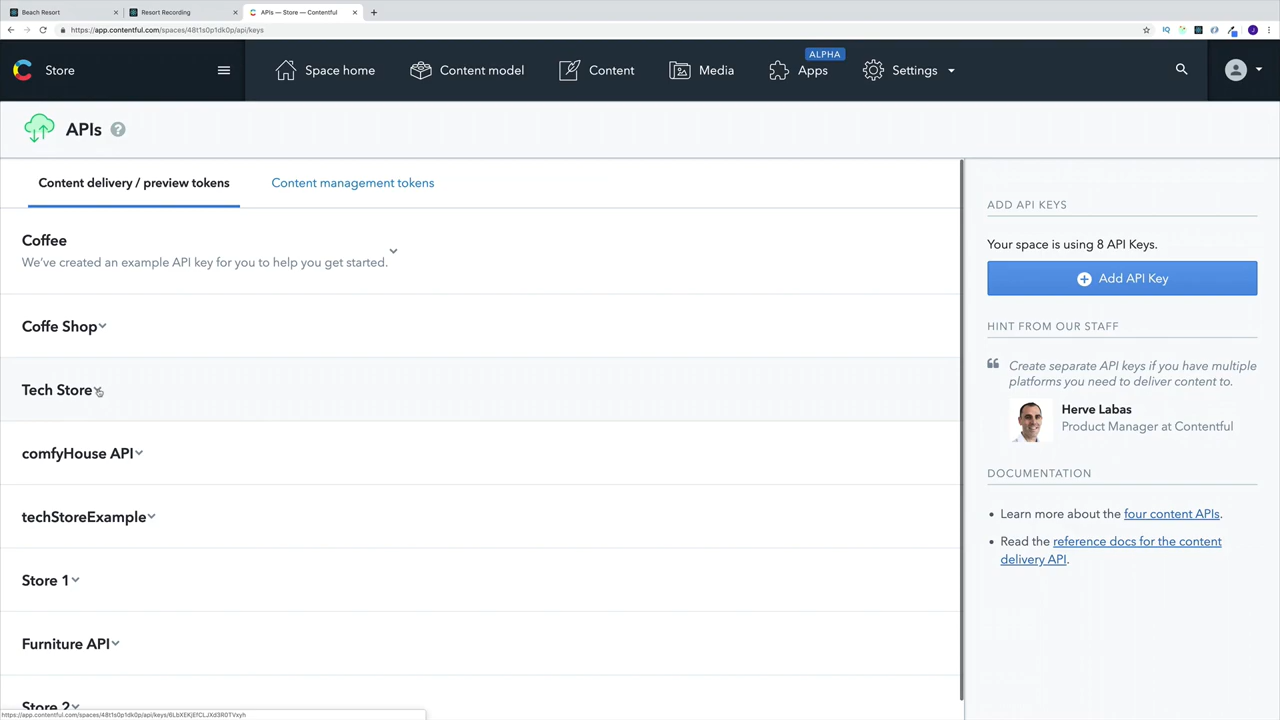 Beach Resort
Resort Recording
APIs — Store — Contentful
https://app.contentful.com/spaces/48t1s0p1dk0p/api/keys
Store
Space home
Content model
Content
Media
ALPHA
Apps
Settings
APIs
Content delivery / preview tokens
Content management tokens
Coffee
We've created an example API key for you to help you get started.
Coffe Shop
Tech Store
comfyHouse API
techStoreExample
Store 1
Furniture API
Store 2
ADD API KEYS
Your space is using 8 API Keys.
Add API Key
HINT FROM OUR STAFF
Create separate API keys if you have multiple
platforms you need to deliver content to.
Herve Labas
Product Manager at Contentful
DOCUMENTATION
Learn more about the four content APIs.
Read the reference docs for the content
delivery API.